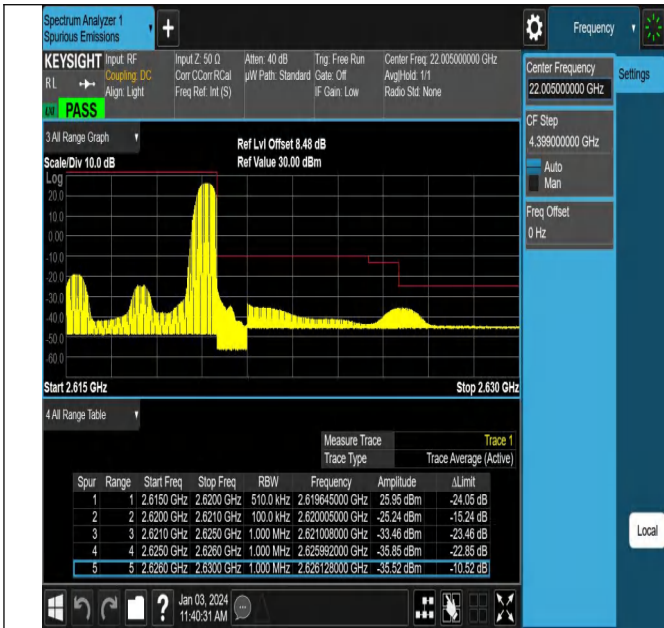 Spectrum Analyzer 1
Spurious Emissions
Frequency
KEYSIGHT
Input: RF
Coupling: DC
Align: Light
Input Z: 50 Ω
Corr CCorr RCal
Freq Ref: Int (S)
Atten: 40 dB
µW Path: Standard
Trig: Free Run
Gate: Off
IF Gain: Low
Center Freq: 22.005000000 GHz
Avg|Hold: 1/1
Radio Std: None
RL
LXI
PASS
Center Frequency
22.005000000 GHz
Settings
CF Step
4.399000000 GHz
Auto
Man
Freq Offset
0 Hz
3 All Range Graph
Ref Lvl Offset 8.48 dB
Scale/Div 10.0 dB
Ref Value 30.00 dBm
Log
20.0
10.0
0.00
-10.0
-20.0
-30.0
-40.0
-50.0
-60.0
Start 2.615 GHz
Stop 2.630 GHz
4 All Range Table
Measure Trace Trace 1
Trace Type Trace Average (Active)
Spur Range Start Freq Stop Freq RBW Frequency Amplitude ΔLimit
1 1 2.6150 GHz 2.6200 GHz 510.0 kHz 2.619645000 GHz 25.95 dBm -24.05 dB
2 2 2.6200 GHz 2.6210 GHz 100.0 kHz 2.620005000 GHz -25.24 dBm -15.24 dB
3 3 2.6210 GHz 2.6250 GHz 1.000 MHz 2.621008000 GHz -33.46 dBm -23.46 dB
4 4 2.6250 GHz 2.6260 GHz 1.000 MHz 2.625992000 GHz -35.85 dBm -22.85 dB
5 5 2.6260 GHz 2.6300 GHz 1.000 MHz 2.626128000 GHz -35.52 dBm -10.52 dB
Local
Jan 03, 2024
11:40:31 AM